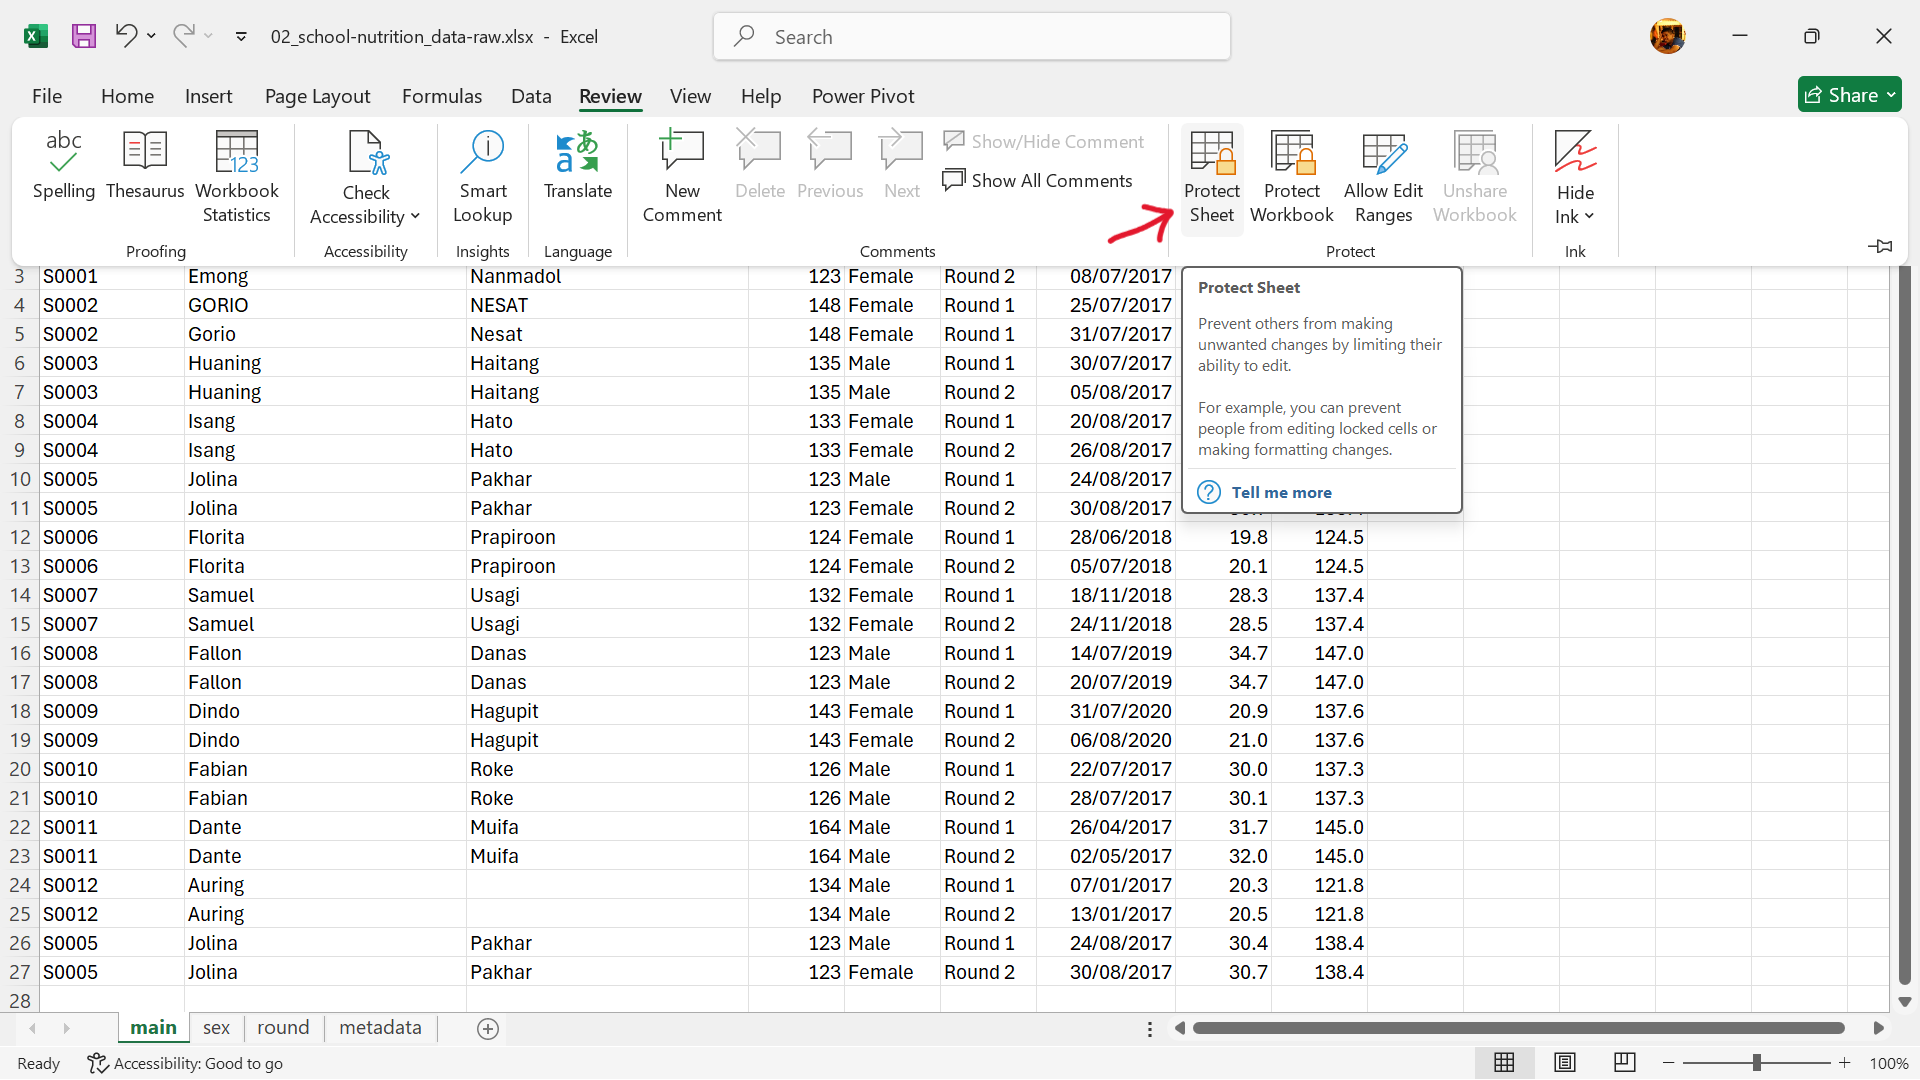 02_school-nutrition_data-raw.xlsx - Excel
Search
File Home Insert Page Layout Formulas Data Review View Help Power Pivot
Share
abc
Spelling
Thesaurus
123
Workbook
Statistics
Proofing
Check
Accessibility
Accessibility
Smart
Lookup
Insights
a あ
Translate
Language
New
Comment
Delete
Previous
Next
Show/Hide Comment
Show All Comments
Comments
Protect
Sheet
Protect
Workbook
Allow Edit
Ranges
Unshare
Workbook
Protect
Hide
Ink
Ink
Protect Sheet
Prevent others from making
unwanted changes by limiting their
ability to edit.
For example, you can prevent
people from editing locked cells or
making formatting changes.
Tell me more
3 S0001 Emong Nanmadol 123 Female Round 2 08/07/2017
4 S0002 GORIO NESAT 148 Female Round 1 25/07/2017
5 S0002 Gorio Nesat 148 Female Round 1 31/07/2017
6 S0003 Huaning Haitang 135 Male Round 1 30/07/2017
7 S0003 Huaning Haitang 135 Male Round 2 05/08/2017
8 S0004 Isang Hato 133 Female Round 1 20/08/2017
9 S0004 Isang Hato 133 Female Round 2 26/08/2017
10 S0005 Jolina Pakhar 123 Male Round 1 24/08/2017
11 S0005 Jolina Pakhar 123 Female Round 2 30/08/2017
12 S0006 Florita Prapiroon 124 Female Round 1 28/06/2018 19.8 124.5
13 S0006 Florita Prapiroon 124 Female Round 2 05/07/2018 20.1 124.5
14 S0007 Samuel Usagi 132 Female Round 1 18/11/2018 28.3 137.4
15 S0007 Samuel Usagi 132 Female Round 2 24/11/2018 28.5 137.4
16 S0008 Fallon Danas 123 Male Round 1 14/07/2019 34.7 147.0
17 S0008 Fallon Danas 123 Male Round 2 20/07/2019 34.7 147.0
18 S0009 Dindo Hagupit 143 Female Round 1 31/07/2020 20.9 137.6
19 S0009 Dindo Hagupit 143 Female Round 2 06/08/2020 21.0 137.6
20 S0010 Fabian Roke 126 Male Round 1 22/07/2017 30.0 137.3
21 S0010 Fabian Roke 126 Male Round 2 28/07/2017 30.1 137.3
22 S0011 Dante Muifa 164 Male Round 1 26/04/2017 31.7 145.0
23 S0011 Dante Muifa 164 Male Round 2 02/05/2017 32.0 145.0
24 S0012 Auring 134 Male Round 1 07/01/2017 20.3 121.8
25 S0012 Auring 134 Male Round 2 13/01/2017 20.5 121.8
26 S0005 Jolina Pakhar 123 Male Round 1 24/08/2017 30.4 138.4
27 S0005 Jolina Pakhar 123 Female Round 2 30/08/2017 30.7 138.4
28
main sex round metadata
Ready Accessibility: Good to go 100%